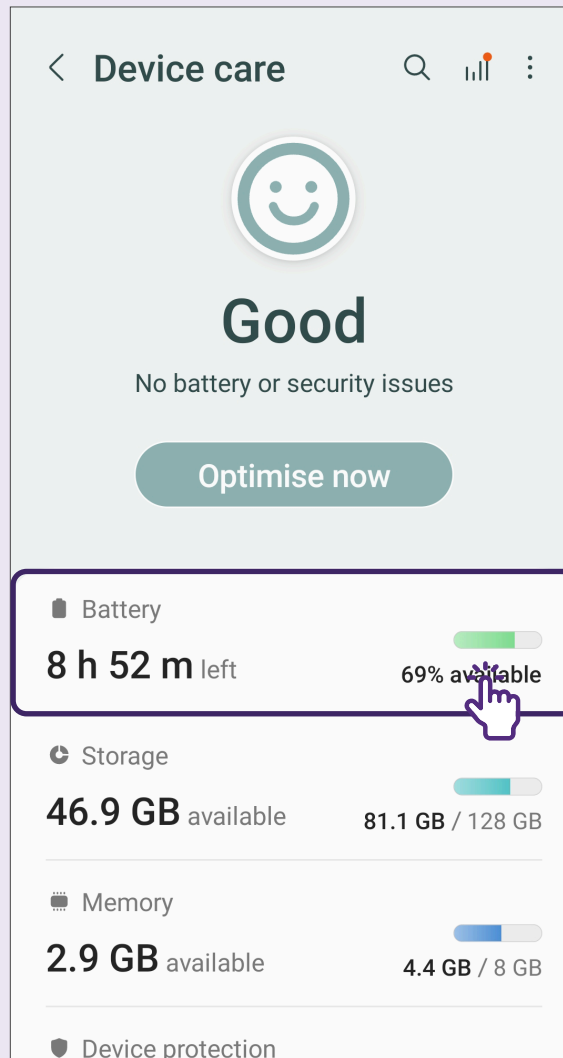 Device care
Good
No battery or security issues
Optimise now
Battery
8 h 52 m left
69% available
Storage
46.9 GB available
81.1 GB / 128 GB
Memory
2.9 GB available
4.4 GB / 8 GB
Device protection